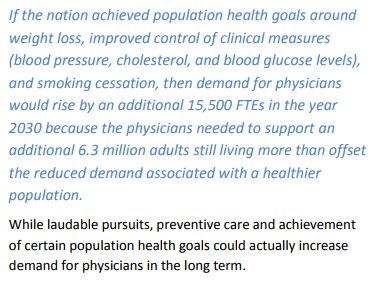 If the nation achieved population health goals around
weight loss, improved control of clinical measures
(blood pressure, cholesterol, and blood glucose levels),
and smoking cessation, then demand for physicians
would rise by an additional 15,500 FTEs in the year
2030 because the physicians needed to support an
additional 6.3 million adults still living more than offset
the reduced demand associated with a healthier
population.
While laudable pursuits, preventive care and achievement
of certain population health goals could actually increase
demand for physicians in the long term.